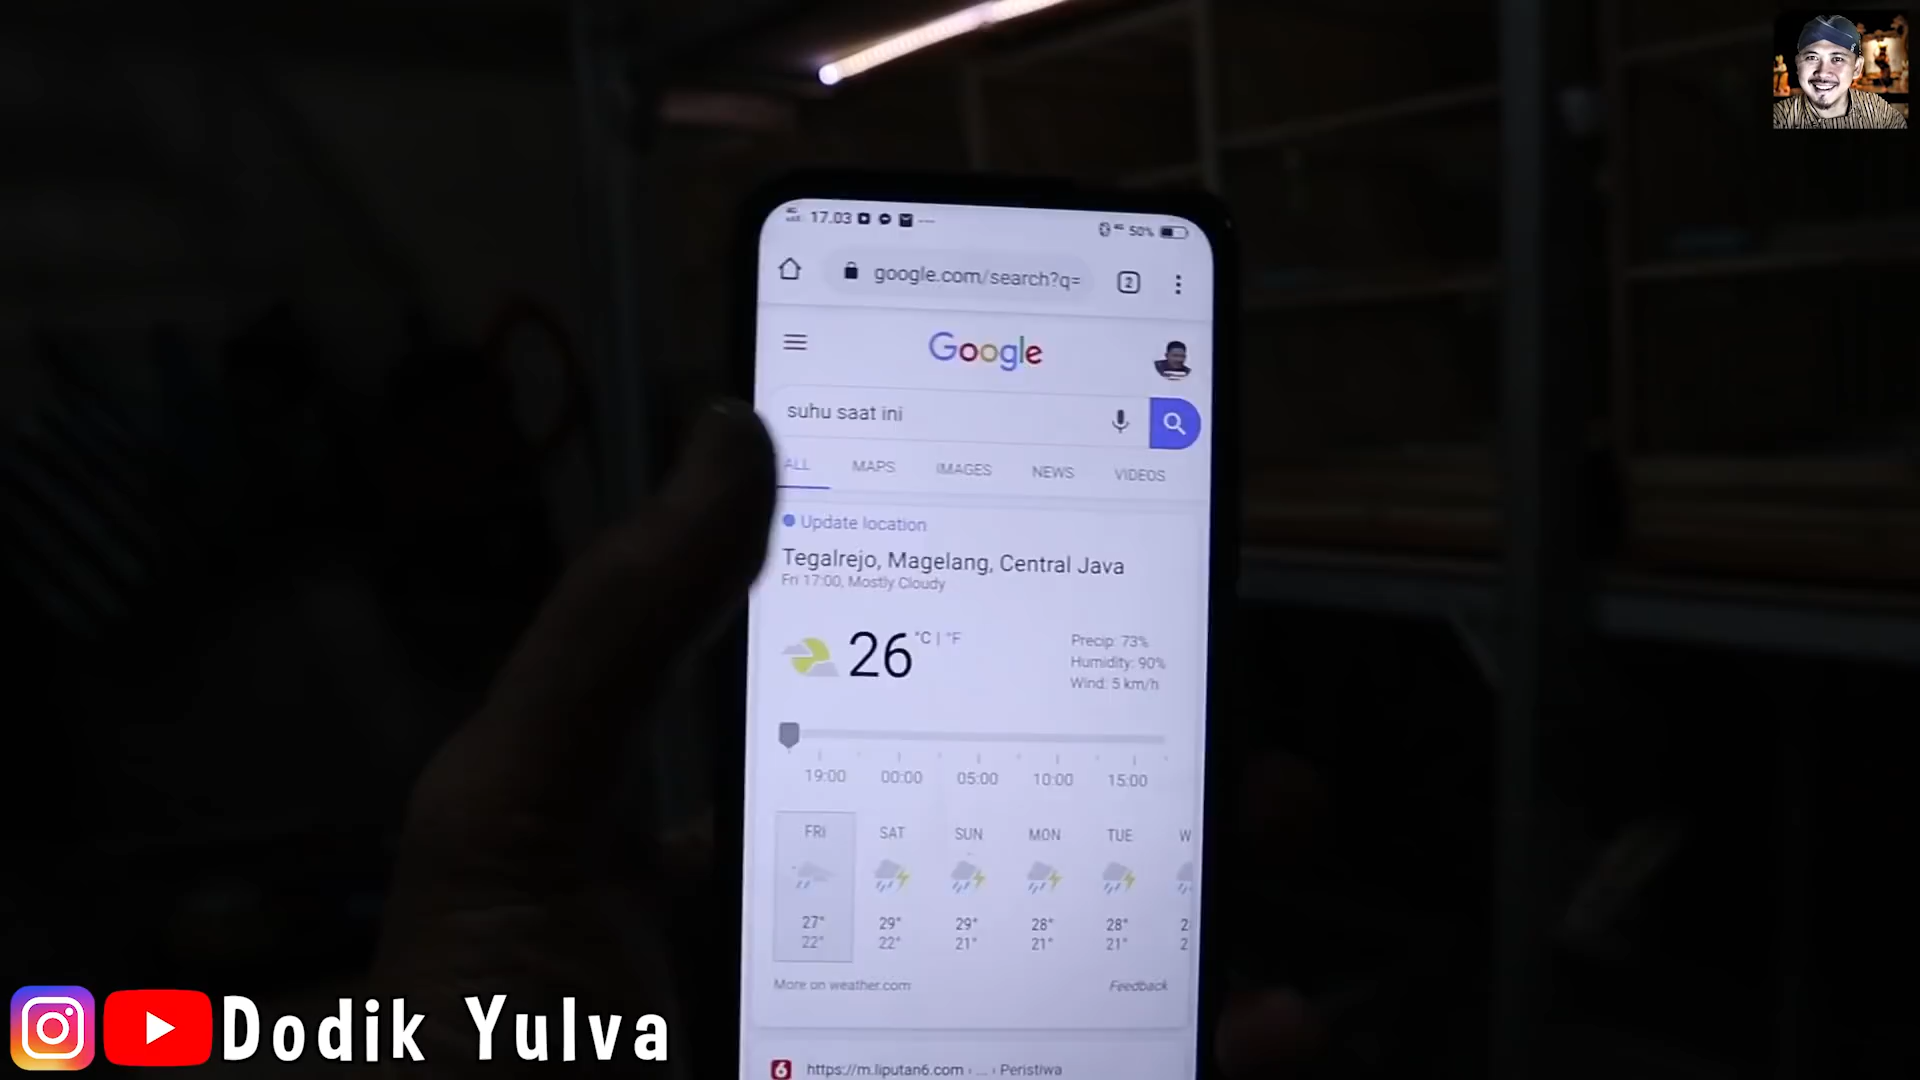 17.03
50%
google.com/search?q=
2
Google
suhu saat ini
ALL MAPS IMAGES NEWS VIDEOS
Update location
Tegalrejo, Magelang, Central Java
Fri 17:00, Mostly Cloudy
26 °C | °F
Precip: 73%
Humidity: 90%
Wind: 5 km/h
19:00 00:00 05:00 10:00 15:00
FRI SAT SUN MON TUE W
27° 29° 29° 28° 28° 2
22° 22° 21° 21° 21° 2
More on weather.com
Feedback
6 https://m.liputan6.com › ... › Peristiwa
Dodik Yulva